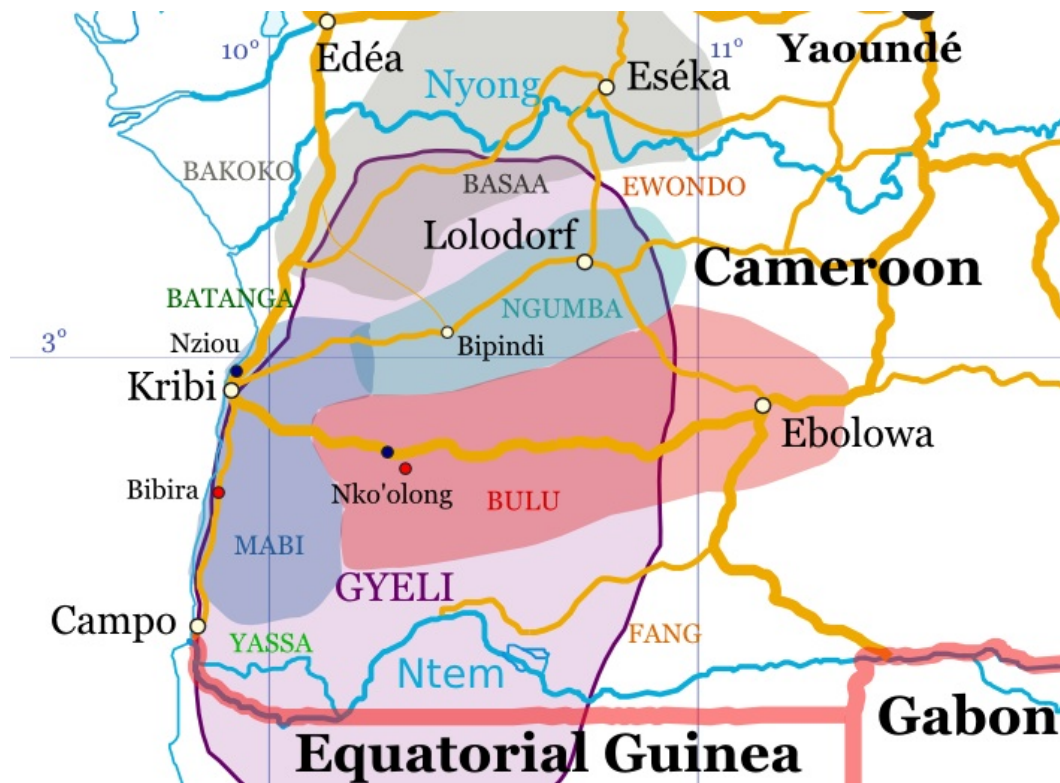 10°
11°
Yaoundé
Edéa
Nyong
Eséka
BAKOKO
BASAA
EWONDO
Lolodorf
Cameroon
BATANGA
NGUMBA
3°
Nziou
Bipindi
Kribi
Ebolowa
Bibira
Nko'olong
BULU
MABI
GYELI
Campo
YASSA
FANG
Ntem
Gabon
Equatorial Guinea